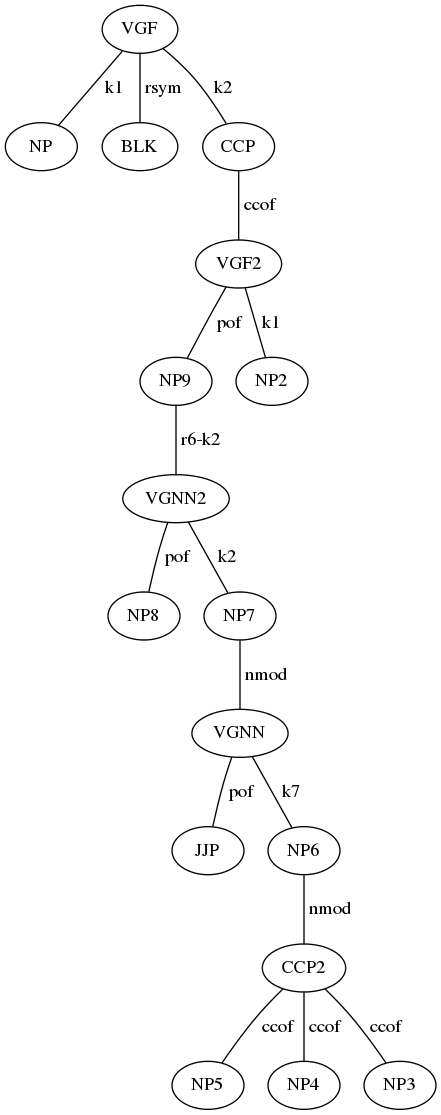 VGF
k1 rsym k2
NP BLK CCP
ccof
VGF2
pof k1
NP9 NP2
r6-k2
VGNN2
pof k2
NP8 NP7
nmod
VGNN
pof k7
JJP NP6
nmod
CCP2
ccof ccof ccof
NP5 NP4 NP3